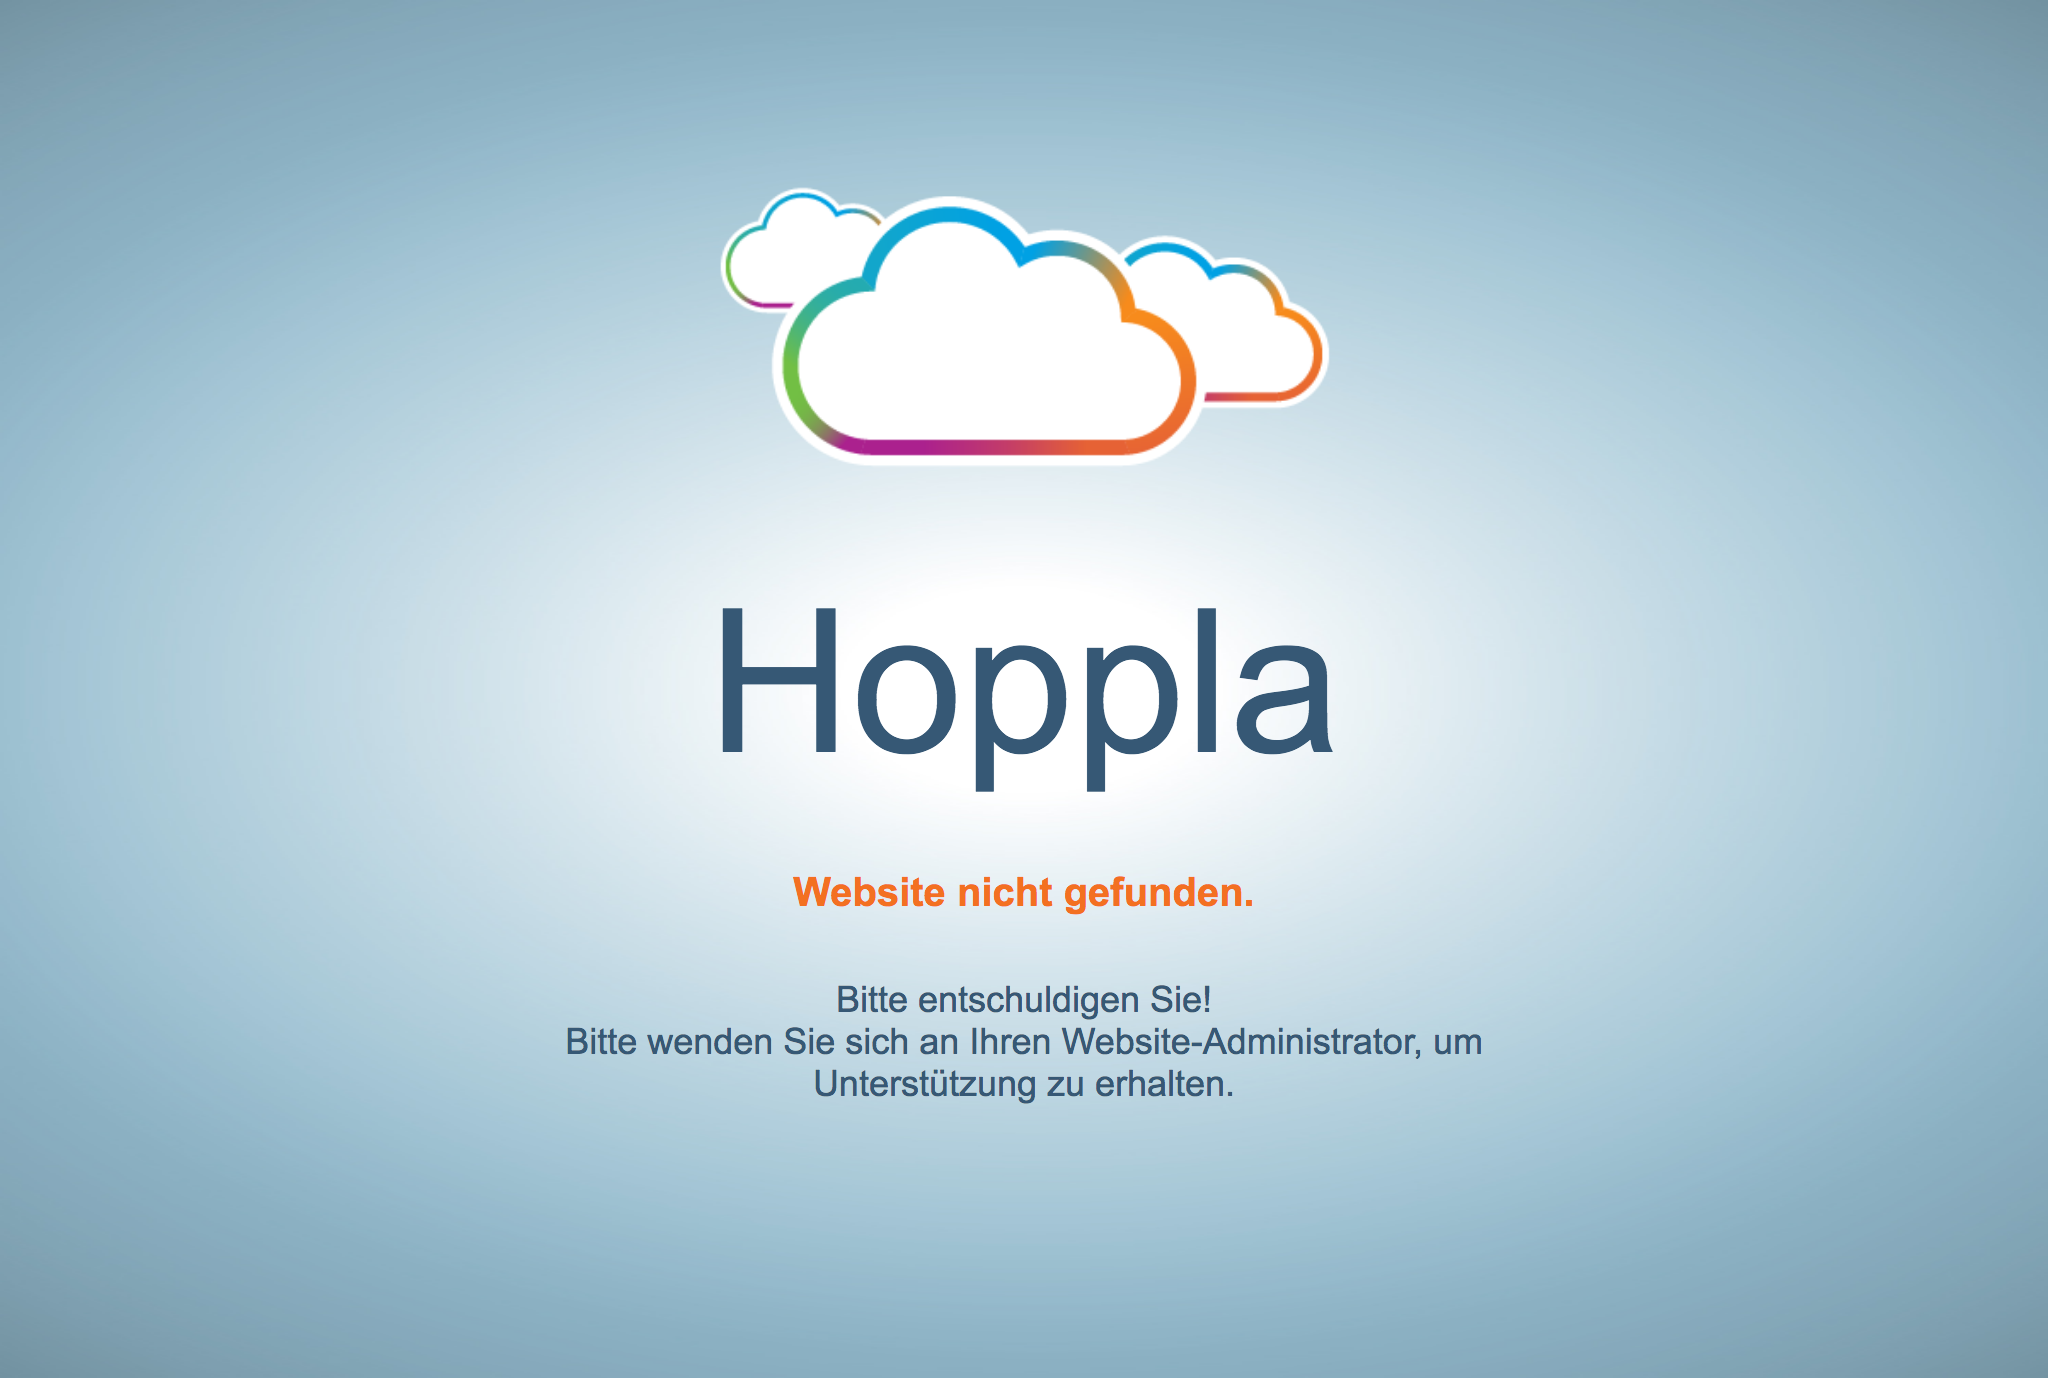 Hoppla
Website nicht gefunden.
Bitte entschuldigen Sie!
Bitte wenden Sie sich an Ihren Website-Administrator, um
Unterstützung zu erhalten.